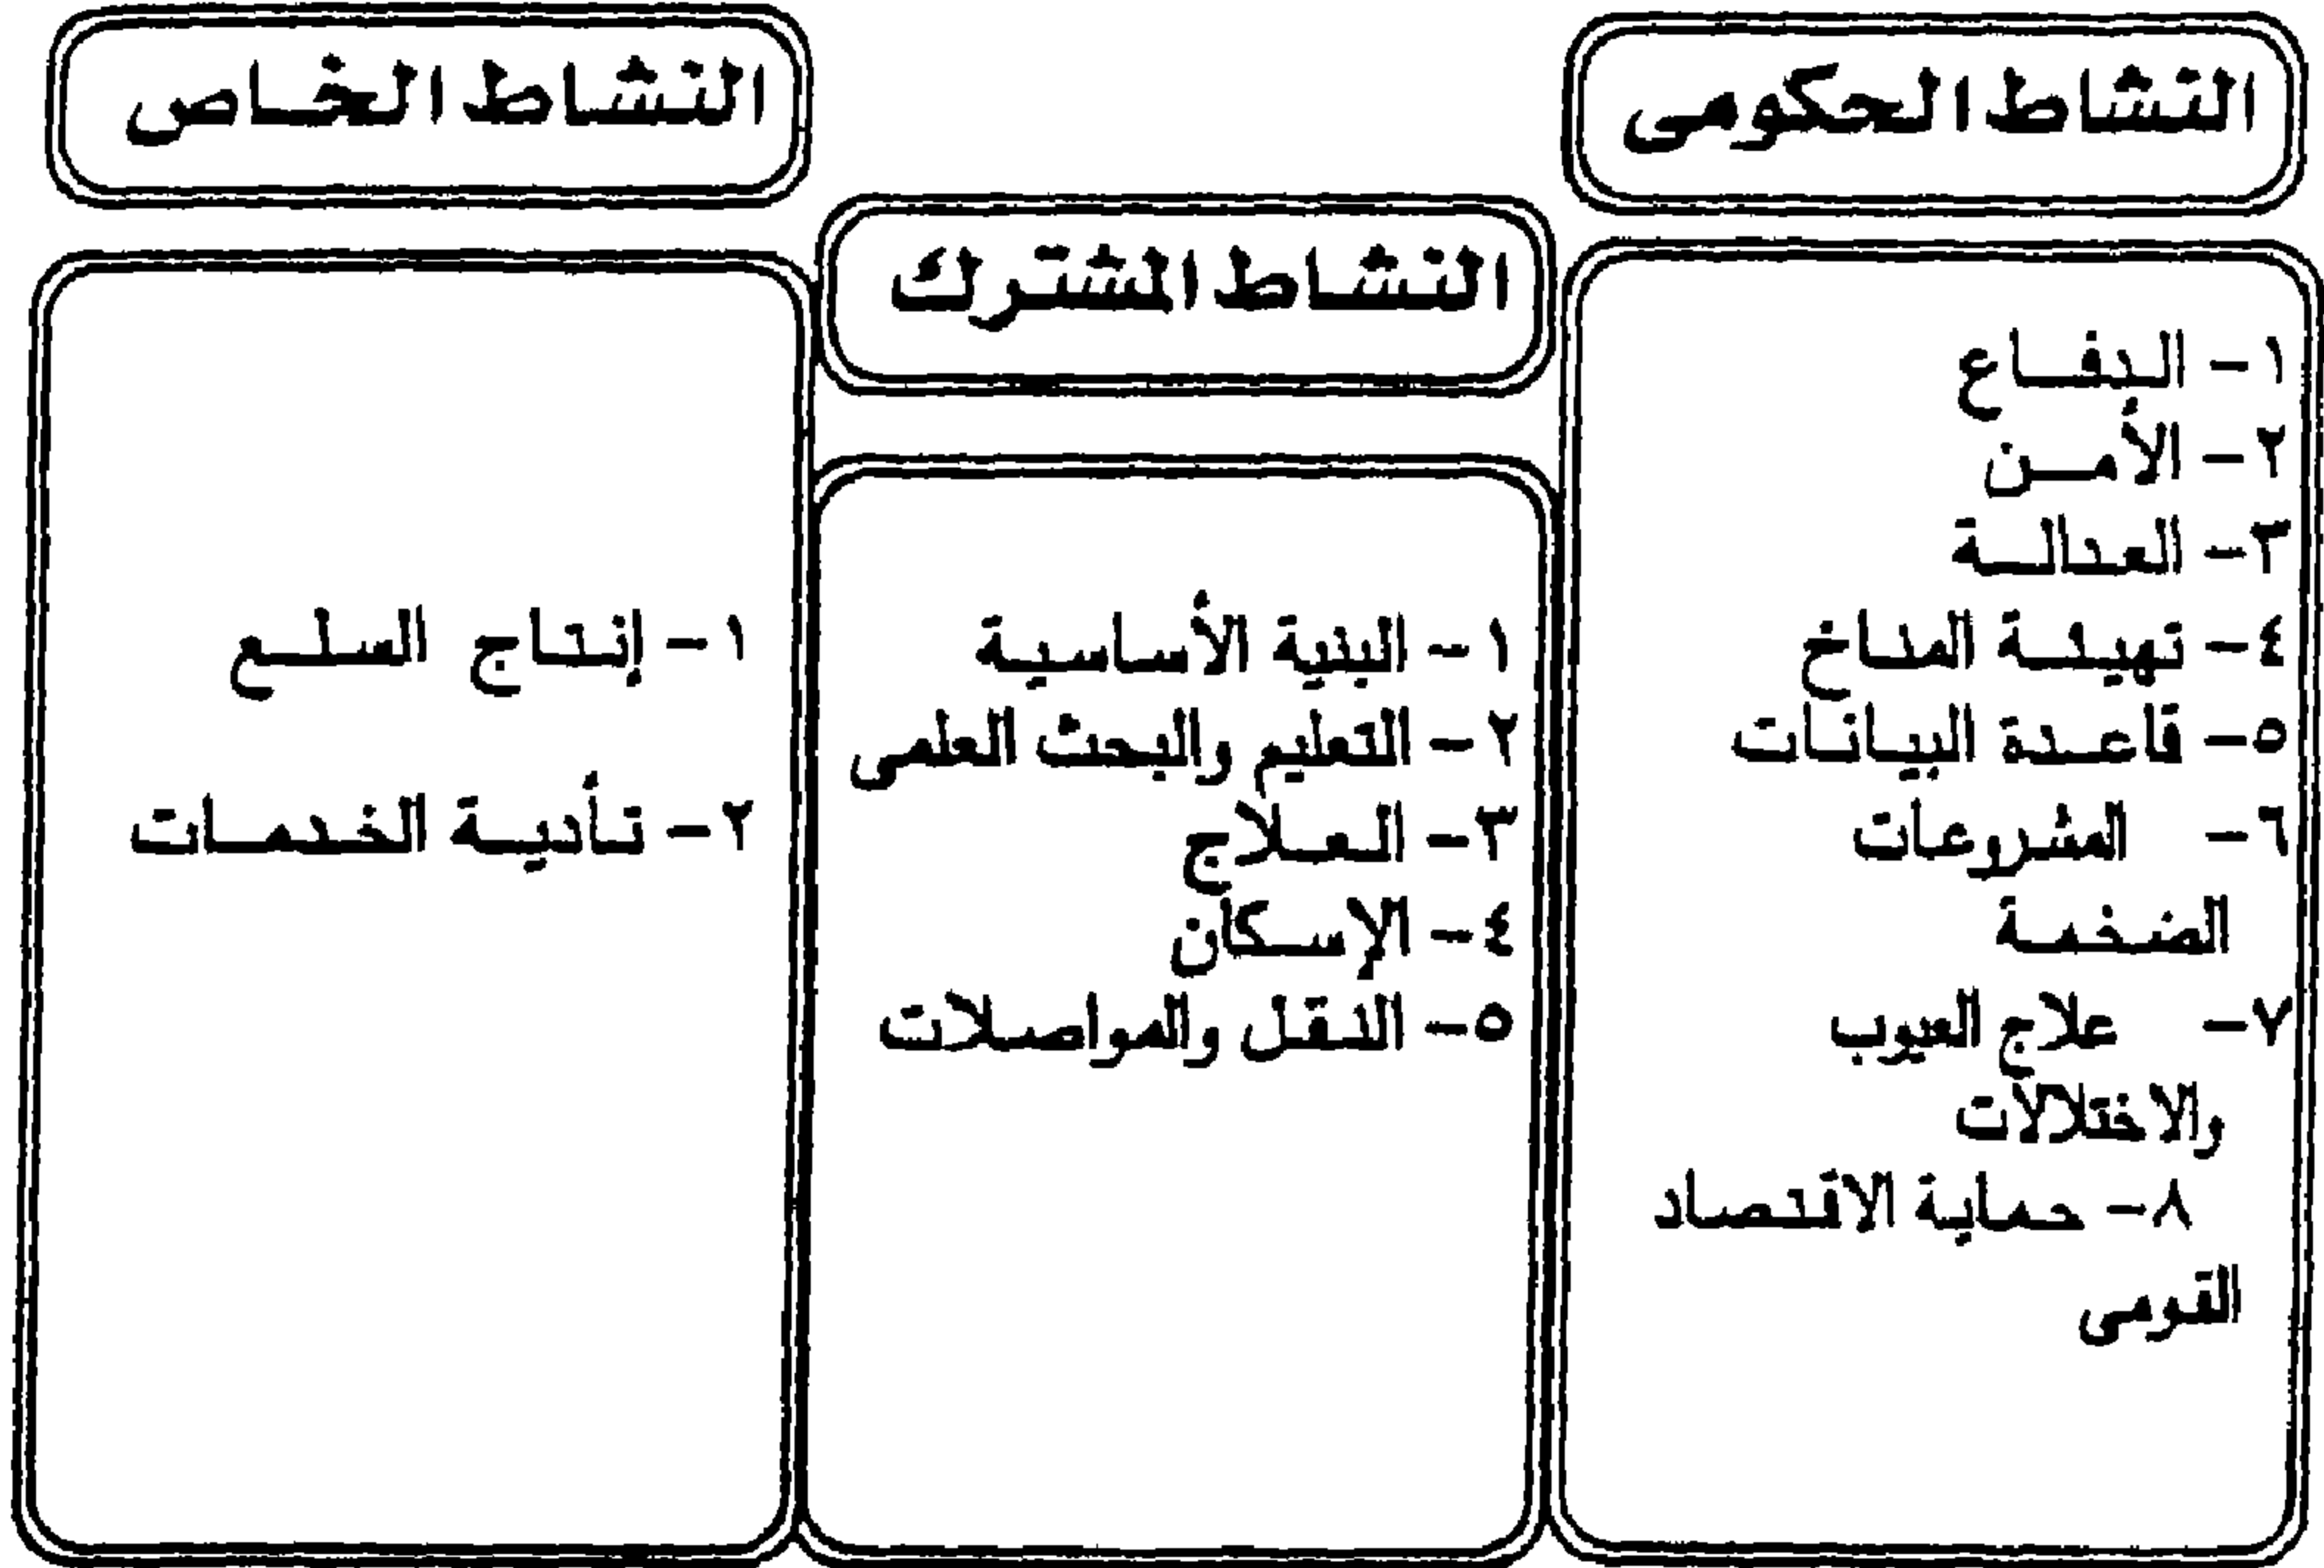 النشاط الحكومى
١- الدفاع
٢- الأمن
٣- العدالة
٤- تهيئة المناخ
٥- قاعدة البيانات
٦- المشروعات
الضخمة
٧- علاج العيوب
والاختلالات
٨- حماية الاقتصاد
القومى
النشاط المشترك
١- البنية الأساسية
٢- التعليم والبحث العلمى
٣- العلاج
٤- الإسكان
٥- النقل والمواصلات
النشاط الخاص
١- إنتاج السلع
٢- تأدية الخدمات